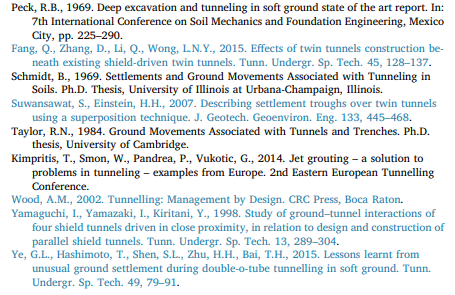 Peck, R.B., 1969. Deep excavation and tunneling in soft ground state of the art report. In:
7th International Conference on Soil Mechanics and Foundation Engineering, Mexico
City, pp. 225–290.
Fang, Q., Zhang, D., Li, Q., Wong, L.N.Y., 2015. Effects of twin tunnels construction be-
neath existing shield-driven twin tunnels. Tunn. Undergr. Sp. Tech. 45, 128–137.
Schmidt, B., 1969. Settlements and Ground Movements Associated with Tunneling in
Soils. Ph.D. Thesis, University of Illinois at Urbana-Champaign, Illinois.
Suwansawat, S., Einstein, H.H., 2007. Describing settlement troughs over twin tunnels
using a superposition technique. J. Geotech. Geoenviron. Eng. 133, 445–468.
Taylor, R.N., 1984. Ground Movements Associated with Tunnels and Trenches. Ph.D.
thesis, University of Cambridge.
Kimpritis, T., Smon, W., Pandrea, P., Vukotic, G., 2014. Jet grouting – a solution to
problems in tunneling – examples from Europe. 2nd Eastern European Tunnelling
Conference.
Wood, A.M., 2002. Tunnelling: Management by Design. CRC Press, Boca Raton.
Yamaguchi, I., Yamazaki, I., Kiritani, Y., 1998. Study of ground–tunnel interactions of
four shield tunnels driven in close proximity, in relation to design and construction of
parallel shield tunnels. Tunn. Undergr. Sp. Tech. 13, 289–304.
Ye, G.L., Hashimoto, T., Shen, S.L., Zhu, H.H., Bai, T.H., 2015. Lessons learnt from
unusual ground settlement during double-o-tube tunnelling in soft ground. Tunn.
Undergr. Sp. Tech. 49, 79–91.